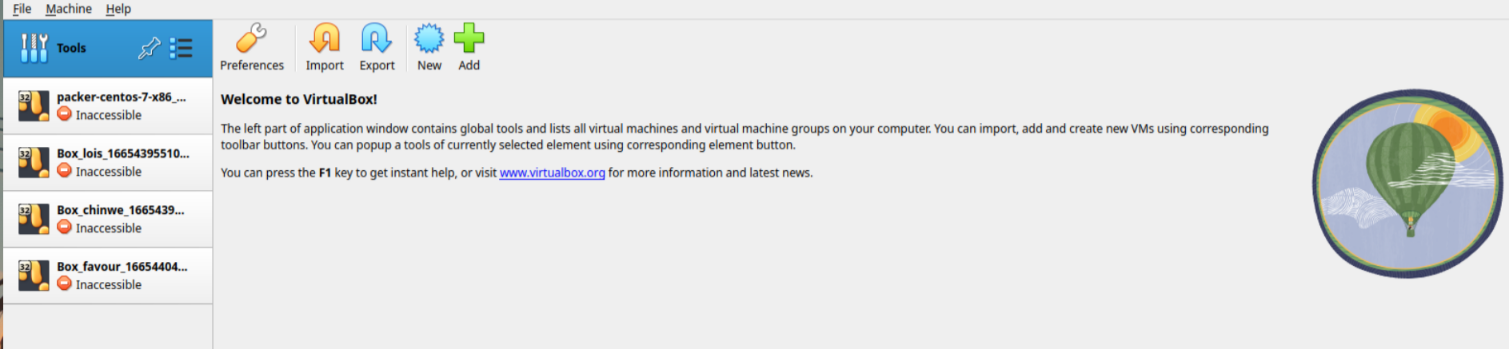 File Machine Help
Tools
Preferences Import Export New Add
32 packer-centos-7-x86_...
Inaccessible
32 Box_lois_16654395510...
Inaccessible
32 Box_chinwe_1665439...
Inaccessible
32 Box_favour_16654404...
Inaccessible
Welcome to VirtualBox!
The left part of application window contains global tools and lists all virtual machines and virtual machine groups on your computer. You can import, add and create new VMs using corresponding
toolbar buttons. You can popup a tools of currently selected element using corresponding element button.
You can press the F1 key to get instant help, or visit www.virtualbox.org for more information and latest news.